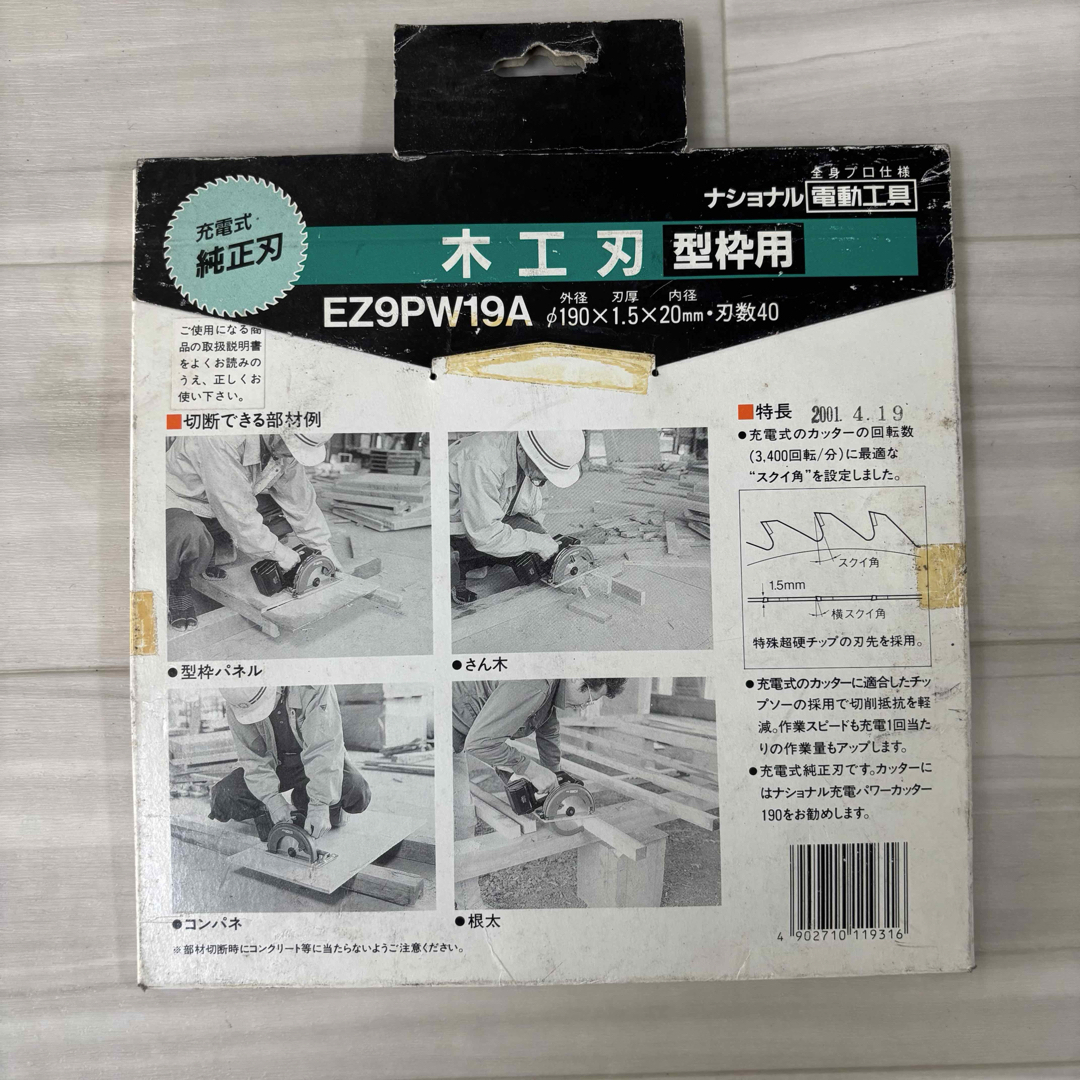 全身プロ仕様
ナショナル 電動工具
充電式
純正刃
木工刃 型枠用
外径 刃厚 内径
EZ9PW19A φ190×1.5×20mm・刃数40
ご使用になる商
品の取扱説明書
をよくお読みの
うえ、正しくお
使い下さい。
■切断できる部材例
●型枠パネル
●さん木
●コンパネ
●根太
※部材切断時にコンクリート等に当たらないようご注意ください。
■特長 2001. 4. 19
●充電式のカッターの回転数
(3,400回転/分)に最適な
“スクイ角”を設定しました。
スクイ角
1.5mm
横スクイ角
特殊超硬チップの刃先を採用。
●充電式のカッターに適合したチッ
プソーの採用で切削抵抗を軽
減。作業スピードも充電1回当た
りの作業量もアップします。
●充電式純正刃です。カッターに
はナショナル充電パワーカッター
190をお勧めします。
4 902710 119316